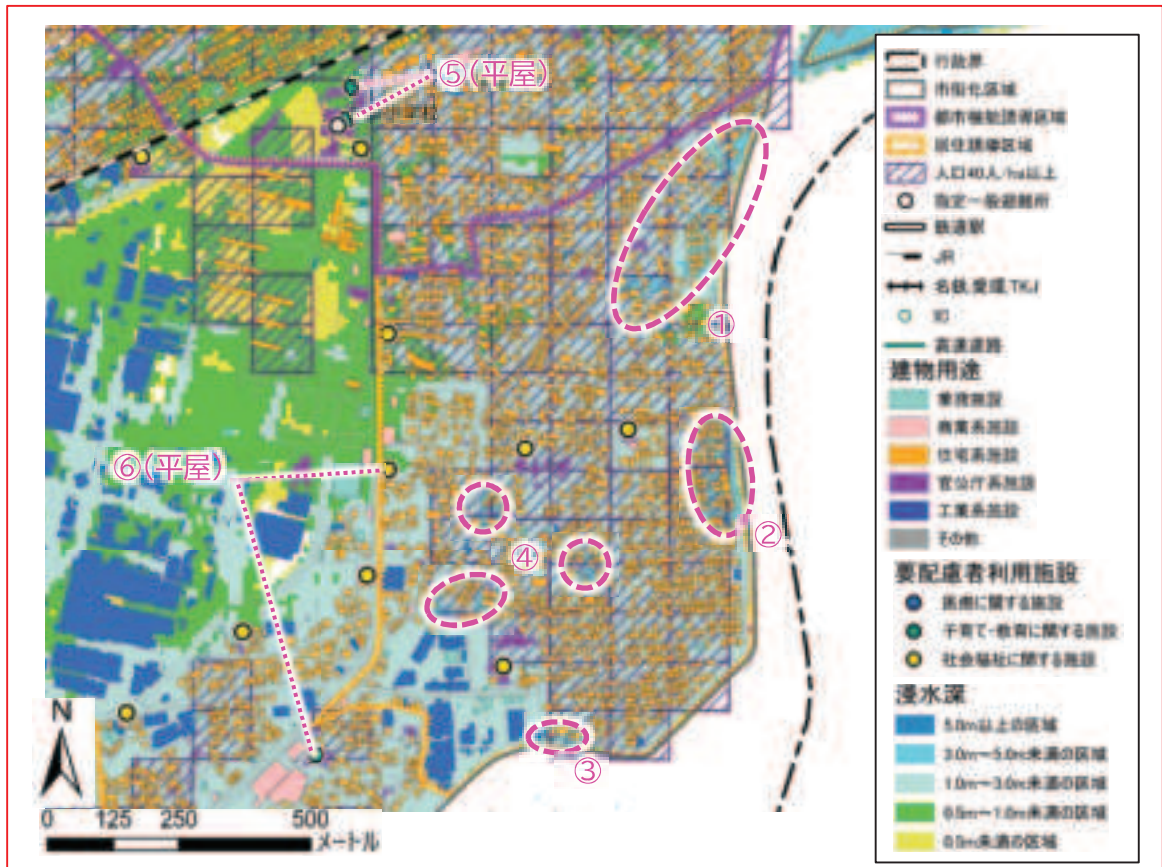 ⑤(平屋)
①
⑥(平屋)
②
④
③
N
0 125 250 500
メートル
行政界
市街化区域
都市機能誘導区域
居住誘導区域
人口40人/ha以上
指定一般避難所
鉄道駅
JR
名鉄,愛環,TKJ
IC
高速道路
建物用途
業務施設
商業系施設
住宅系施設
官公庁系施設
工業系施設
その他
要配慮者利用施設
医療に関する施設
子育て・教育に関する施設
社会福祉に関する施設
浸水深
5.0m以上の区域
3.0m~5.0m未満の区域
1.0m~3.0m未満の区域
0.5m~1.0m未満の区域
0.5m未満の区域